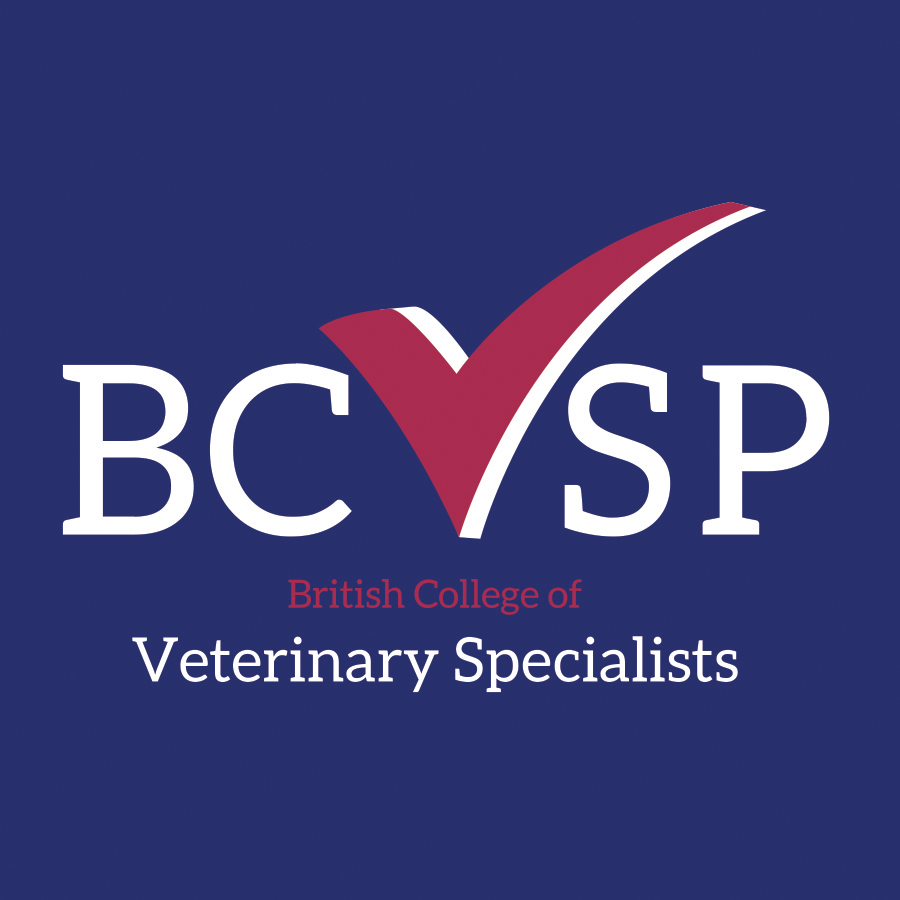 BCVSP
British College of
Veterinary Specialists